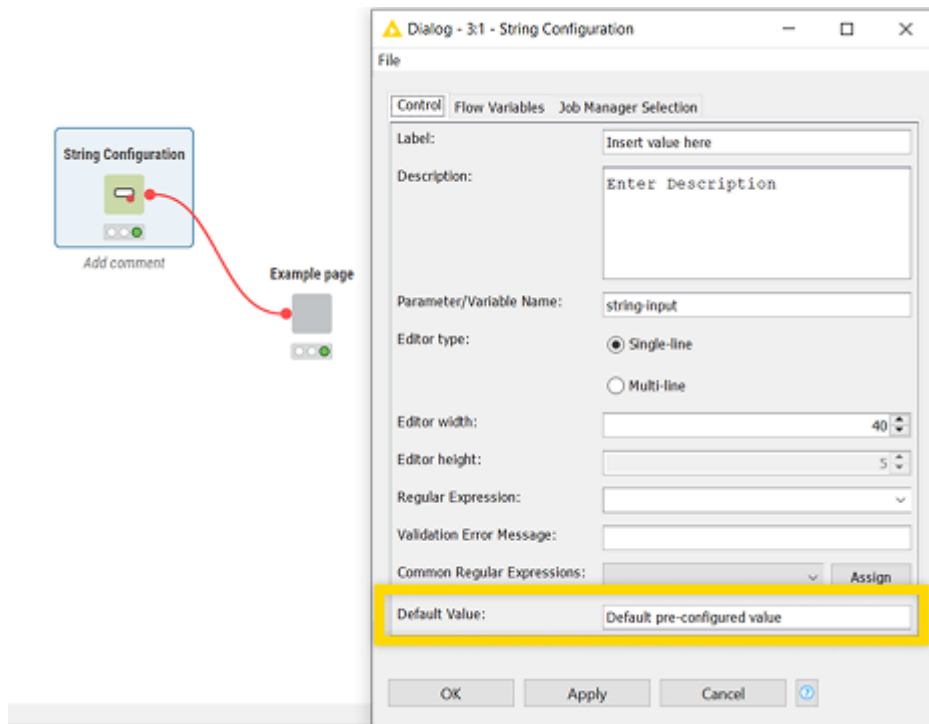 String Configuration
Add comment
Example page
Dialog - 3:1 - String Configuration
File
Control Flow Variables Job Manager Selection
Label: Insert value here
Description: Enter Description
Parameter/Variable Name: string-input
Editor type: Single-line
Multi-line
Editor width: 40
Editor height: 5
Regular Expression:
Validation Error Message:
Common Regular Expressions: Assign
Default Value: Default pre-configured value
OK Apply Cancel ?